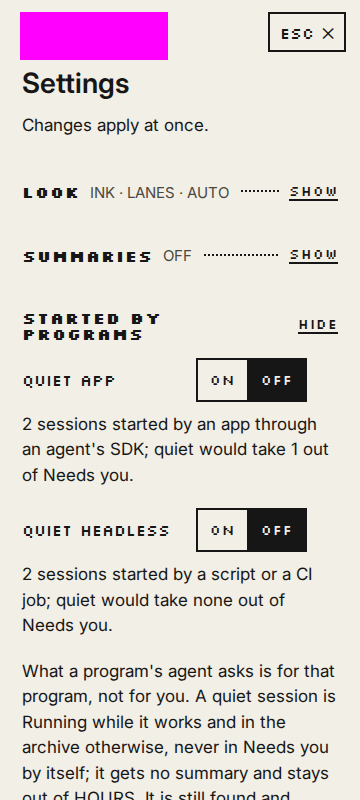 ESC ×
Settings
Changes apply at once.
LOOK INK · LANES · AUTO SHOW
SUMMARIES OFF SHOW
STARTED BY
PROGRAMS HIDE
QUIET APP ON OFF
2 sessions started by an app through
an agent's SDK; quiet would take 1 out
of Needs you.
QUIET HEADLESS ON OFF
2 sessions started by a script or a CI
job; quiet would take none out of
Needs you.
What a program's agent asks is for that
program, not for you. A quiet session is
Running while it works and in the
archive otherwise, never in Needs you
by itself; it gets no summary and stays
out of HOURS. It is still found and